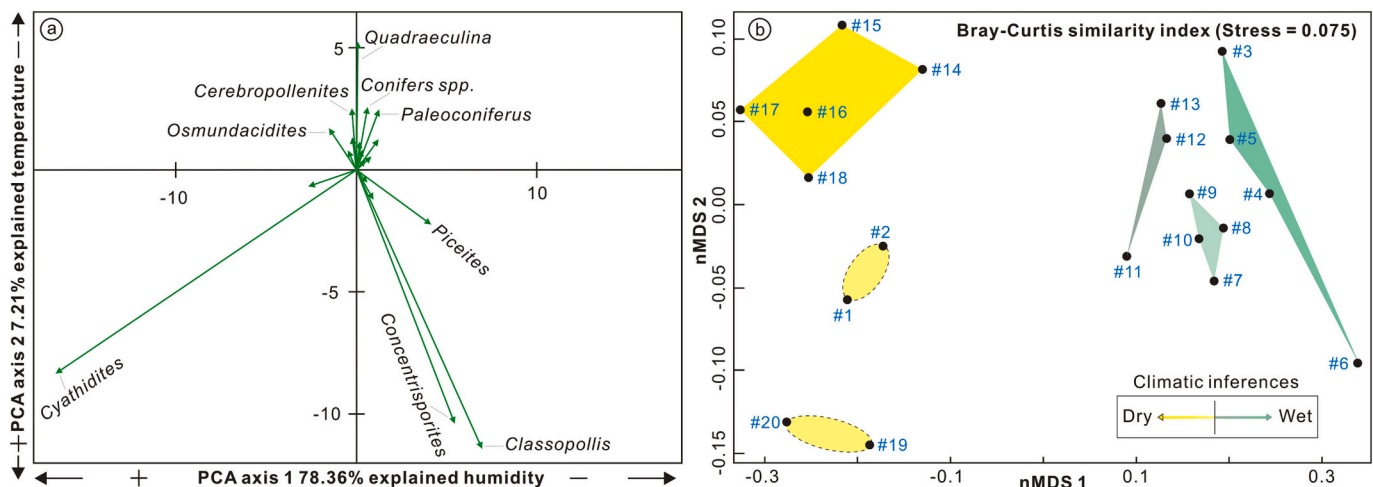 a
Quadraeculina
Cerebropollenites
Conifers spp.
Paleoconiferus
Osmundacidites
5
-10
10
Piceites
-5
Concentrisporites
Cyathidites
-10
Classopollis
+ PCA axis 2 7.21% explained temperature —
+ PCA axis 1 78.36% explained humidity —
b
Bray-Curtis similarity index (Stress = 0.075)
#15
#3
#14
#13
#17
#16
#12
#5
#18
#9
#4
#2
#10
#8
#11
#7
#1
#6
#20
#19
Climatic inferences
Dry
Wet
0.10
0.05
0.00
-0.05
-0.10
-0.15
nMDS 2
-0.3
-0.1
0.1
0.3
nMDS 1